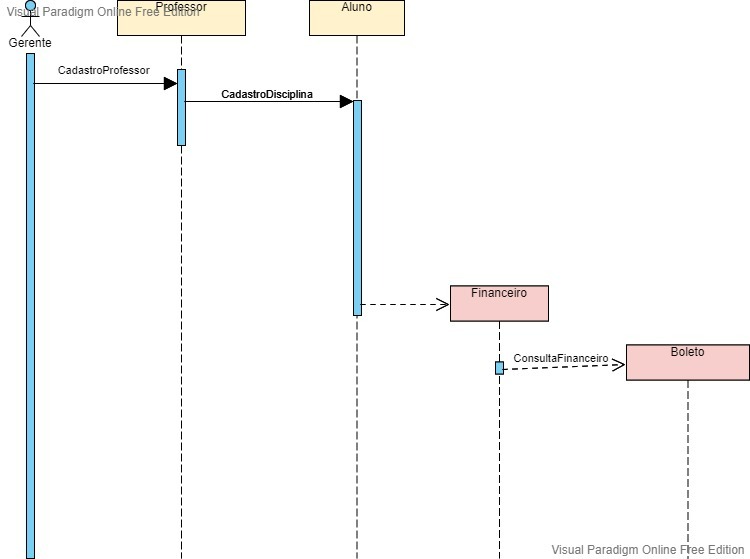 Visual Paradigm Online Free Edition
Professor
Aluno
Gerente
CadastroProfessor
CadastroDisciplina
Financeiro
ConsultaFinanceiro
Boleto
Visual Paradigm Online Free Edition